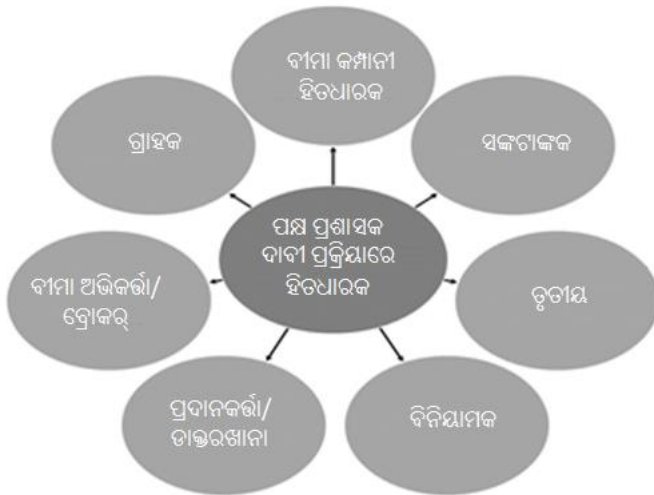 ବୀମା କମ୍ପାନୀ
ହିତଧାରକ
ଗ୍ରାହକ
ସଙ୍କଟାଙ୍କକ
ପକ୍ଷ ପ୍ରଶାସକ
ଦାବୀ ପ୍ରକ୍ରିୟାରେ
ହିତଧାରକ
ବୀମା ଅଭିକର୍ତ୍ତା/
ବ୍ରୋକର୍
ତୃତୀୟ
ପ୍ରଦାନକର୍ତ୍ତା/
ଡାକ୍ତରଖାନା
ବିନିୟାମକ